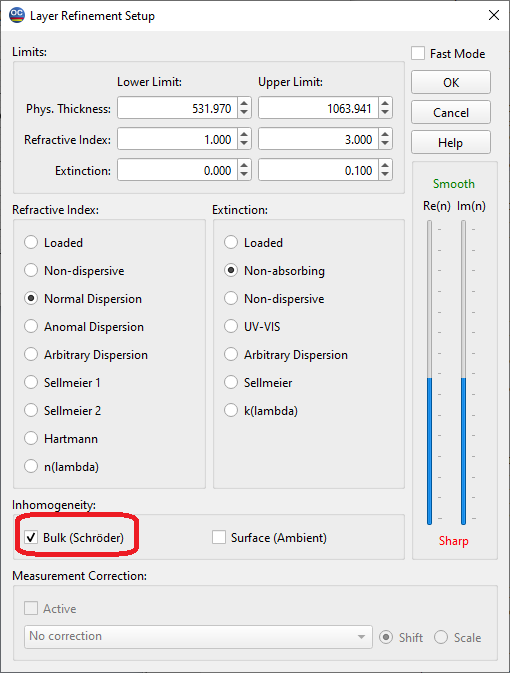 OC Layer Refinement Setup
Limits:
Fast Mode
Lower Limit: Upper Limit:
OK
Phys. Thickness: 531.970 1063.941
Cancel
Refractive Index: 1.000 3.000
Help
Extinction: 0.000 0.100
Smooth
Re(n) Im(n)
Refractive Index: Extinction:
Loaded Loaded
Non-dispersive Non-absorbing
Normal Dispersion Non-dispersive
Anomal Dispersion UV-VIS
Arbitrary Dispersion Arbitrary Dispersion
Sellmeier 1 Sellmeier
Sellmeier 2 k(lambda)
Hartmann
n(lambda)
Inhomogeneity:
Bulk (Schröder) Surface (Ambient)
Sharp
Measurement Correction:
Active
No correction Shift Scale